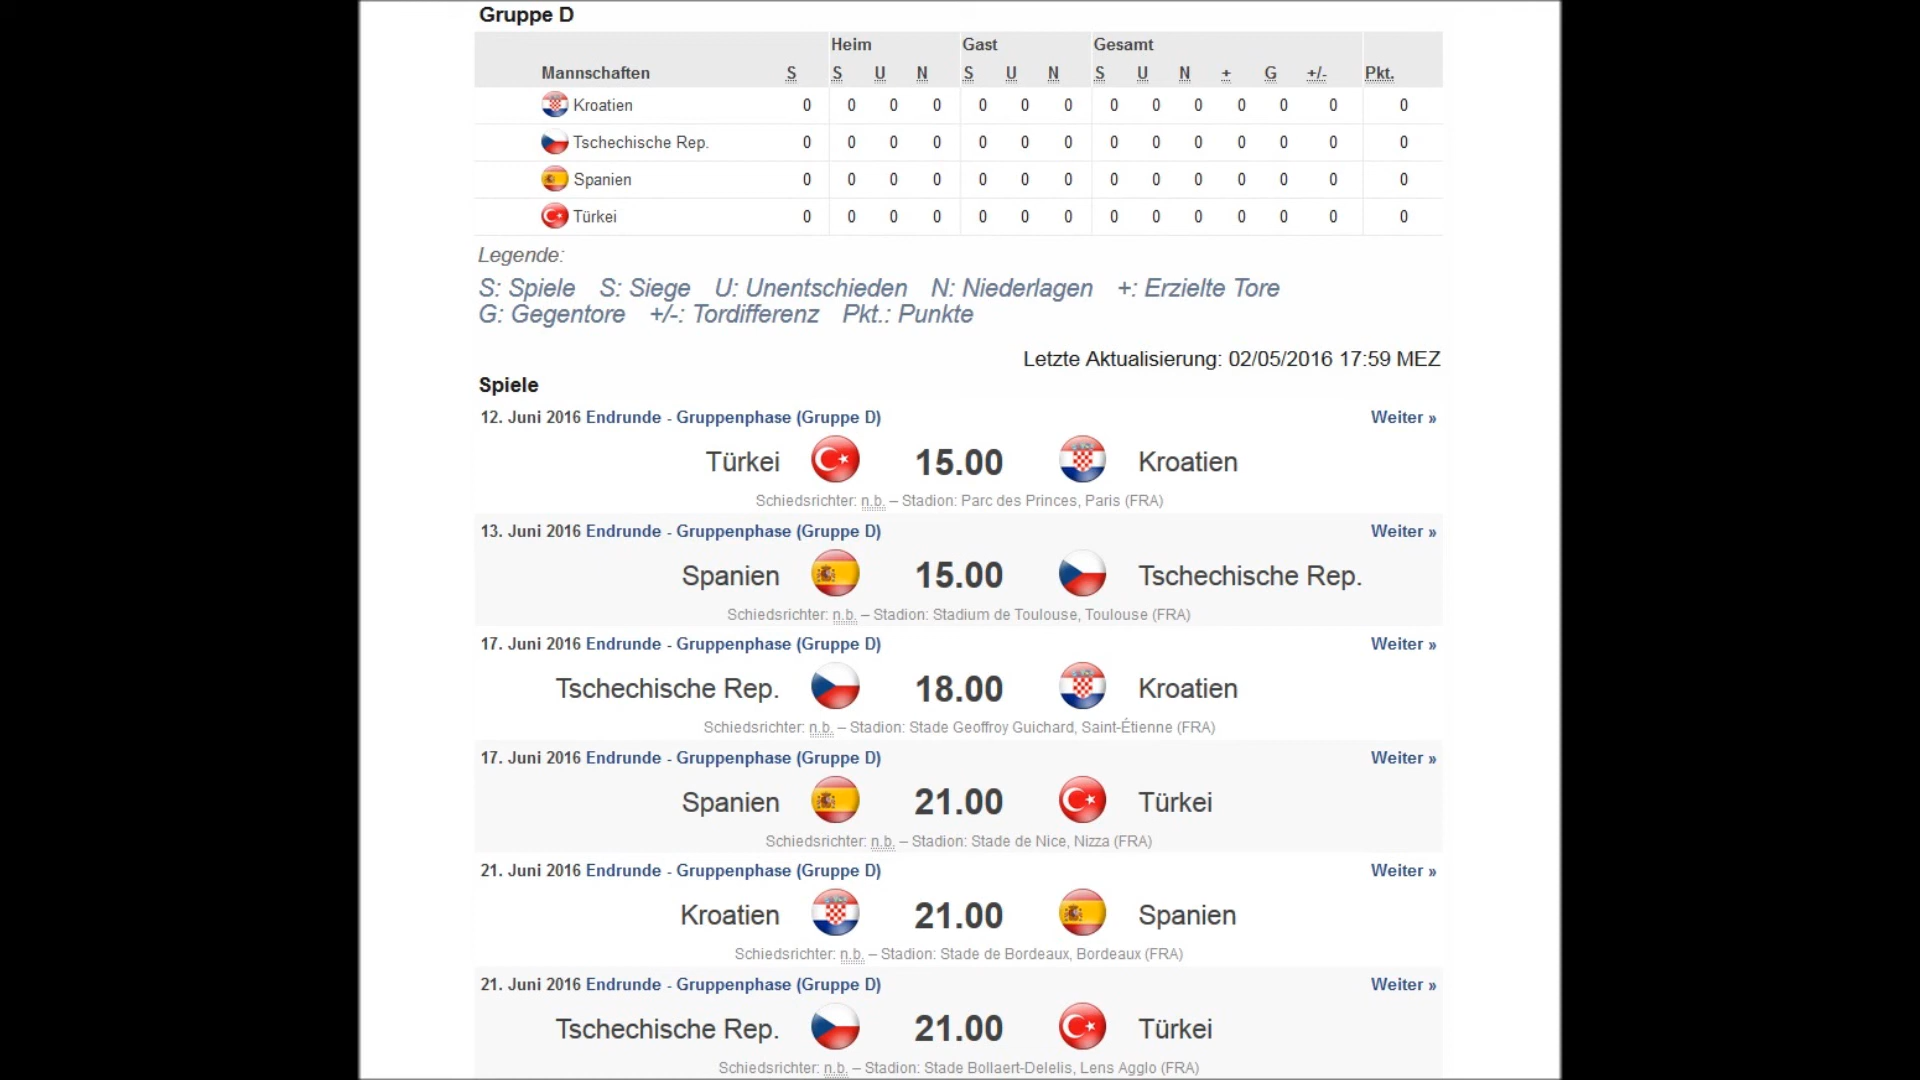 Gruppe D
Heim Gast Gesamt
Mannschaften S S U N S U N S U N + G +/- Pkt.
Kroatien 0 0 0 0 0 0 0 0 0 0 0 0 0 0
Tschechische Rep. 0 0 0 0 0 0 0 0 0 0 0 0 0 0
Spanien 0 0 0 0 0 0 0 0 0 0 0 0 0 0
Türkei 0 0 0 0 0 0 0 0 0 0 0 0 0 0
Legende:
S: Spiele S: Siege U: Unentschieden N: Niederlagen +: Erzielte Tore
G: Gegentore +/-: Tordifferenz Pkt.: Punkte
Letzte Aktualisierung: 02/05/2016 17:59 MEZ
Spiele
12. Juni 2016 Endrunde - Gruppenphase (Gruppe D) Weiter »
Türkei 15.00 Kroatien
Schiedsrichter: n.b. – Stadion: Parc des Princes, Paris (FRA)
13. Juni 2016 Endrunde - Gruppenphase (Gruppe D) Weiter »
Spanien 15.00 Tschechische Rep.
Schiedsrichter: n.b. – Stadion: Stadium de Toulouse, Toulouse (FRA)
17. Juni 2016 Endrunde - Gruppenphase (Gruppe D) Weiter »
Tschechische Rep. 18.00 Kroatien
Schiedsrichter: n.b. – Stadion: Stade Geoffroy Guichard, Saint-Étienne (FRA)
17. Juni 2016 Endrunde - Gruppenphase (Gruppe D) Weiter »
Spanien 21.00 Türkei
Schiedsrichter: n.b. – Stadion: Stade de Nice, Nizza (FRA)
21. Juni 2016 Endrunde - Gruppenphase (Gruppe D) Weiter »
Kroatien 21.00 Spanien
Schiedsrichter: n.b. – Stadion: Stade de Bordeaux, Bordeaux (FRA)
21. Juni 2016 Endrunde - Gruppenphase (Gruppe D) Weiter »
Tschechische Rep. 21.00 Türkei
Schiedsrichter: n.b. – Stadion: Stade Bollaert-Delelis, Lens Agglo (FRA)